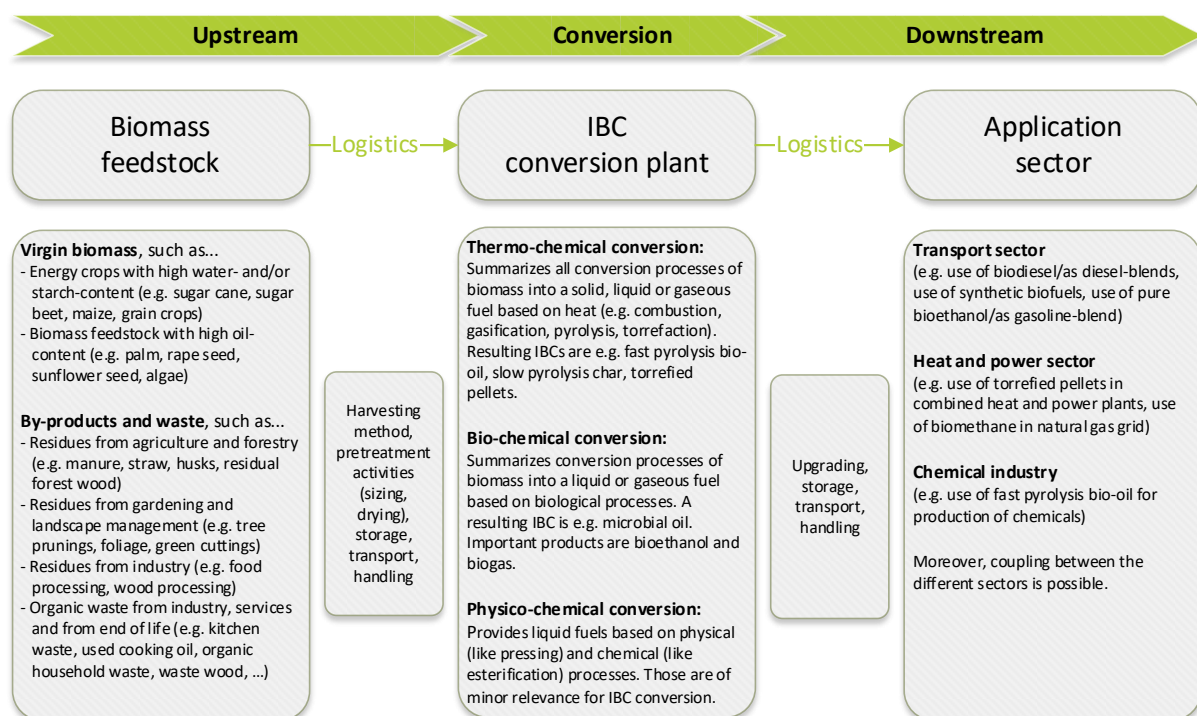 Upstream
Conversion
Downstream
Biomass
feedstock
Logistics
IBC
conversion plant
Logistics
Application
sector
Virgin biomass, such as...
- Energy crops with high water- and/or
starch-content (e.g. sugar cane, sugar
beet, maize, grain crops)
- Biomass feedstock with high oil-
content (e.g. palm, rape seed,
sunflower seed, algae)
By-products and waste, such as...
- Residues from agriculture and forestry
(e.g. manure, straw, husks, residual
forest wood)
- Residues from gardening and
landscape management (e.g. tree
prunings, foliage, green cuttings)
- Residues from industry (e.g. food
processing, wood processing)
- Organic waste from industry, services
and from end of life (e.g. kitchen
waste, used cooking oil, organic
household waste, waste wood, ...)
Harvesting
method,
pretreatment
activities
(sizing,
drying),
storage,
transport,
handling
Thermo-chemical conversion:
Summarizes all conversion processes of
biomass into a solid, liquid or gaseous
fuel based on heat (e.g. combustion,
gasification, pyrolysis, torrefaction).
Resulting IBCs are e.g. fast pyrolysis bio-
oil, slow pyrolysis char, torrefied
pellets.
Bio-chemical conversion:
Summarizes conversion processes of
biomass into a liquid or gaseous fuel
based on biological processes. A
resulting IBC is e.g. microbial oil.
Important products are bioethanol and
biogas.
Physico-chemical conversion:
Provides liquid fuels based on physical
(like pressing) and chemical (like
esterification) processes. Those are of
minor relevance for IBC conversion.
Upgrading,
storage,
transport,
handling
Transport sector
(e.g. use of biodiesel/as diesel-blends,
use of synthetic biofuels, use of pure
bioethanol/as gasoline-blend)
Heat and power sector
(e.g. use of torrefied pellets in
combined heat and power plants, use
of biomethane in natural gas grid)
Chemical industry
(e.g. use of fast pyrolysis bio-oil for
production of chemicals)
Moreover, coupling between the
different sectors is possible.